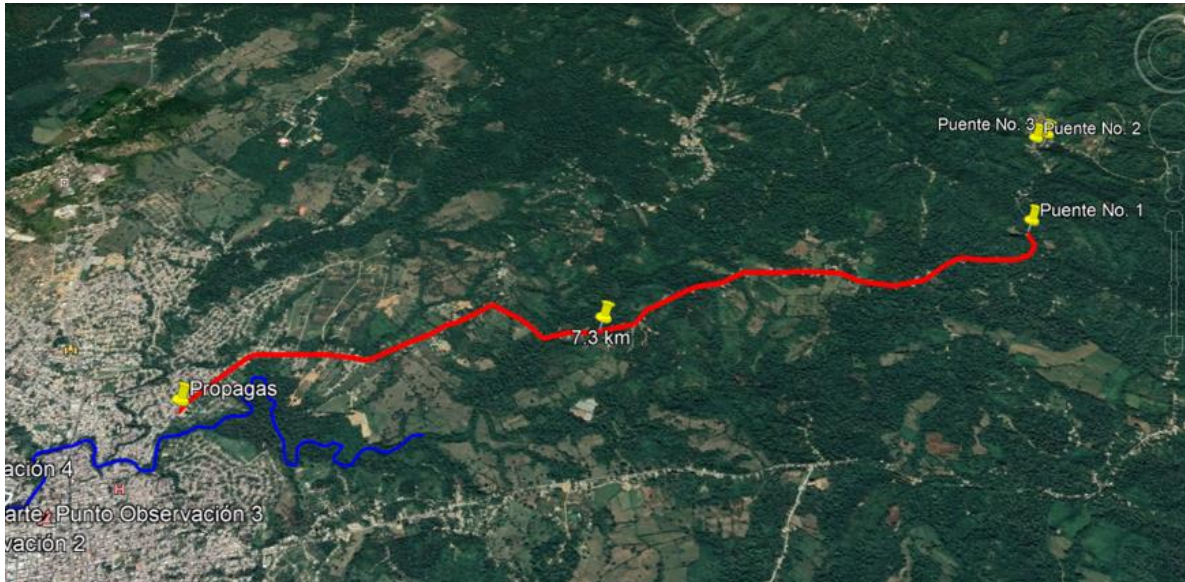 Puente No. 3
Puente No. 2
Puente No. 1
7.3 km
Propagas
ación 4
arte, Punto Observación 3
vación 2
H